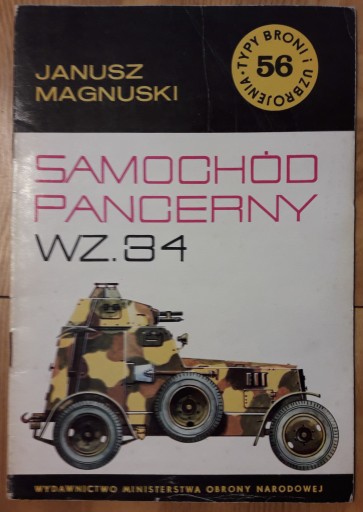 JANUSZ
MAGNUSKI
TYPY BRONI i UZBROJENIA •
56
SAMOCHÓD
PANCERNY
WZ.34
WYDAWNICTWO MINISTERSTWA OBRONY NARODOWEJ